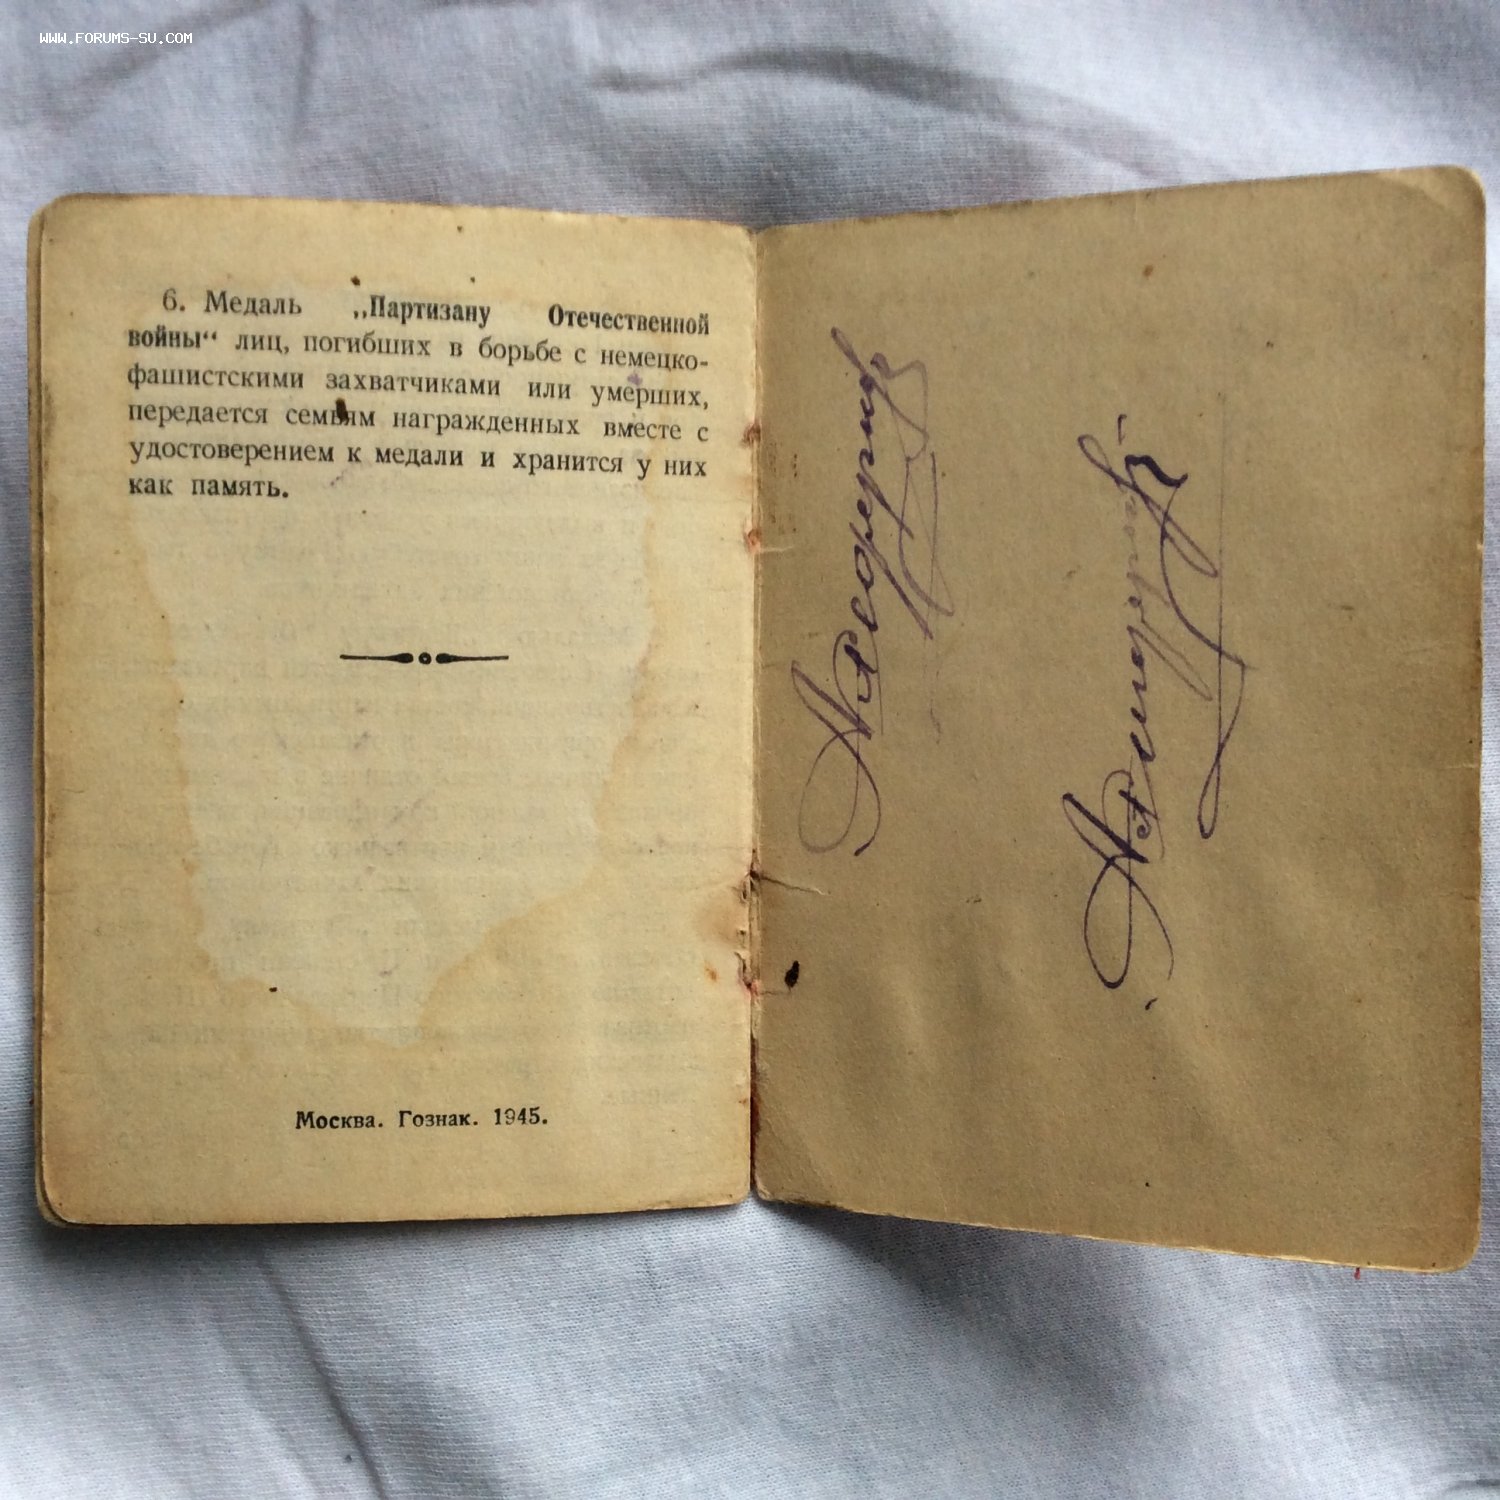 WWW.FORUMS-SU.COM
6. Медаль „Партизану Отечественной
войны“ лиц, погибших в борьбе с немецко-
фашистскими захватчиками или умерших,
передается семьям награжденных вместе с
удостоверением к медали и хранится у них
как память.
Москва. Гознак. 1945.